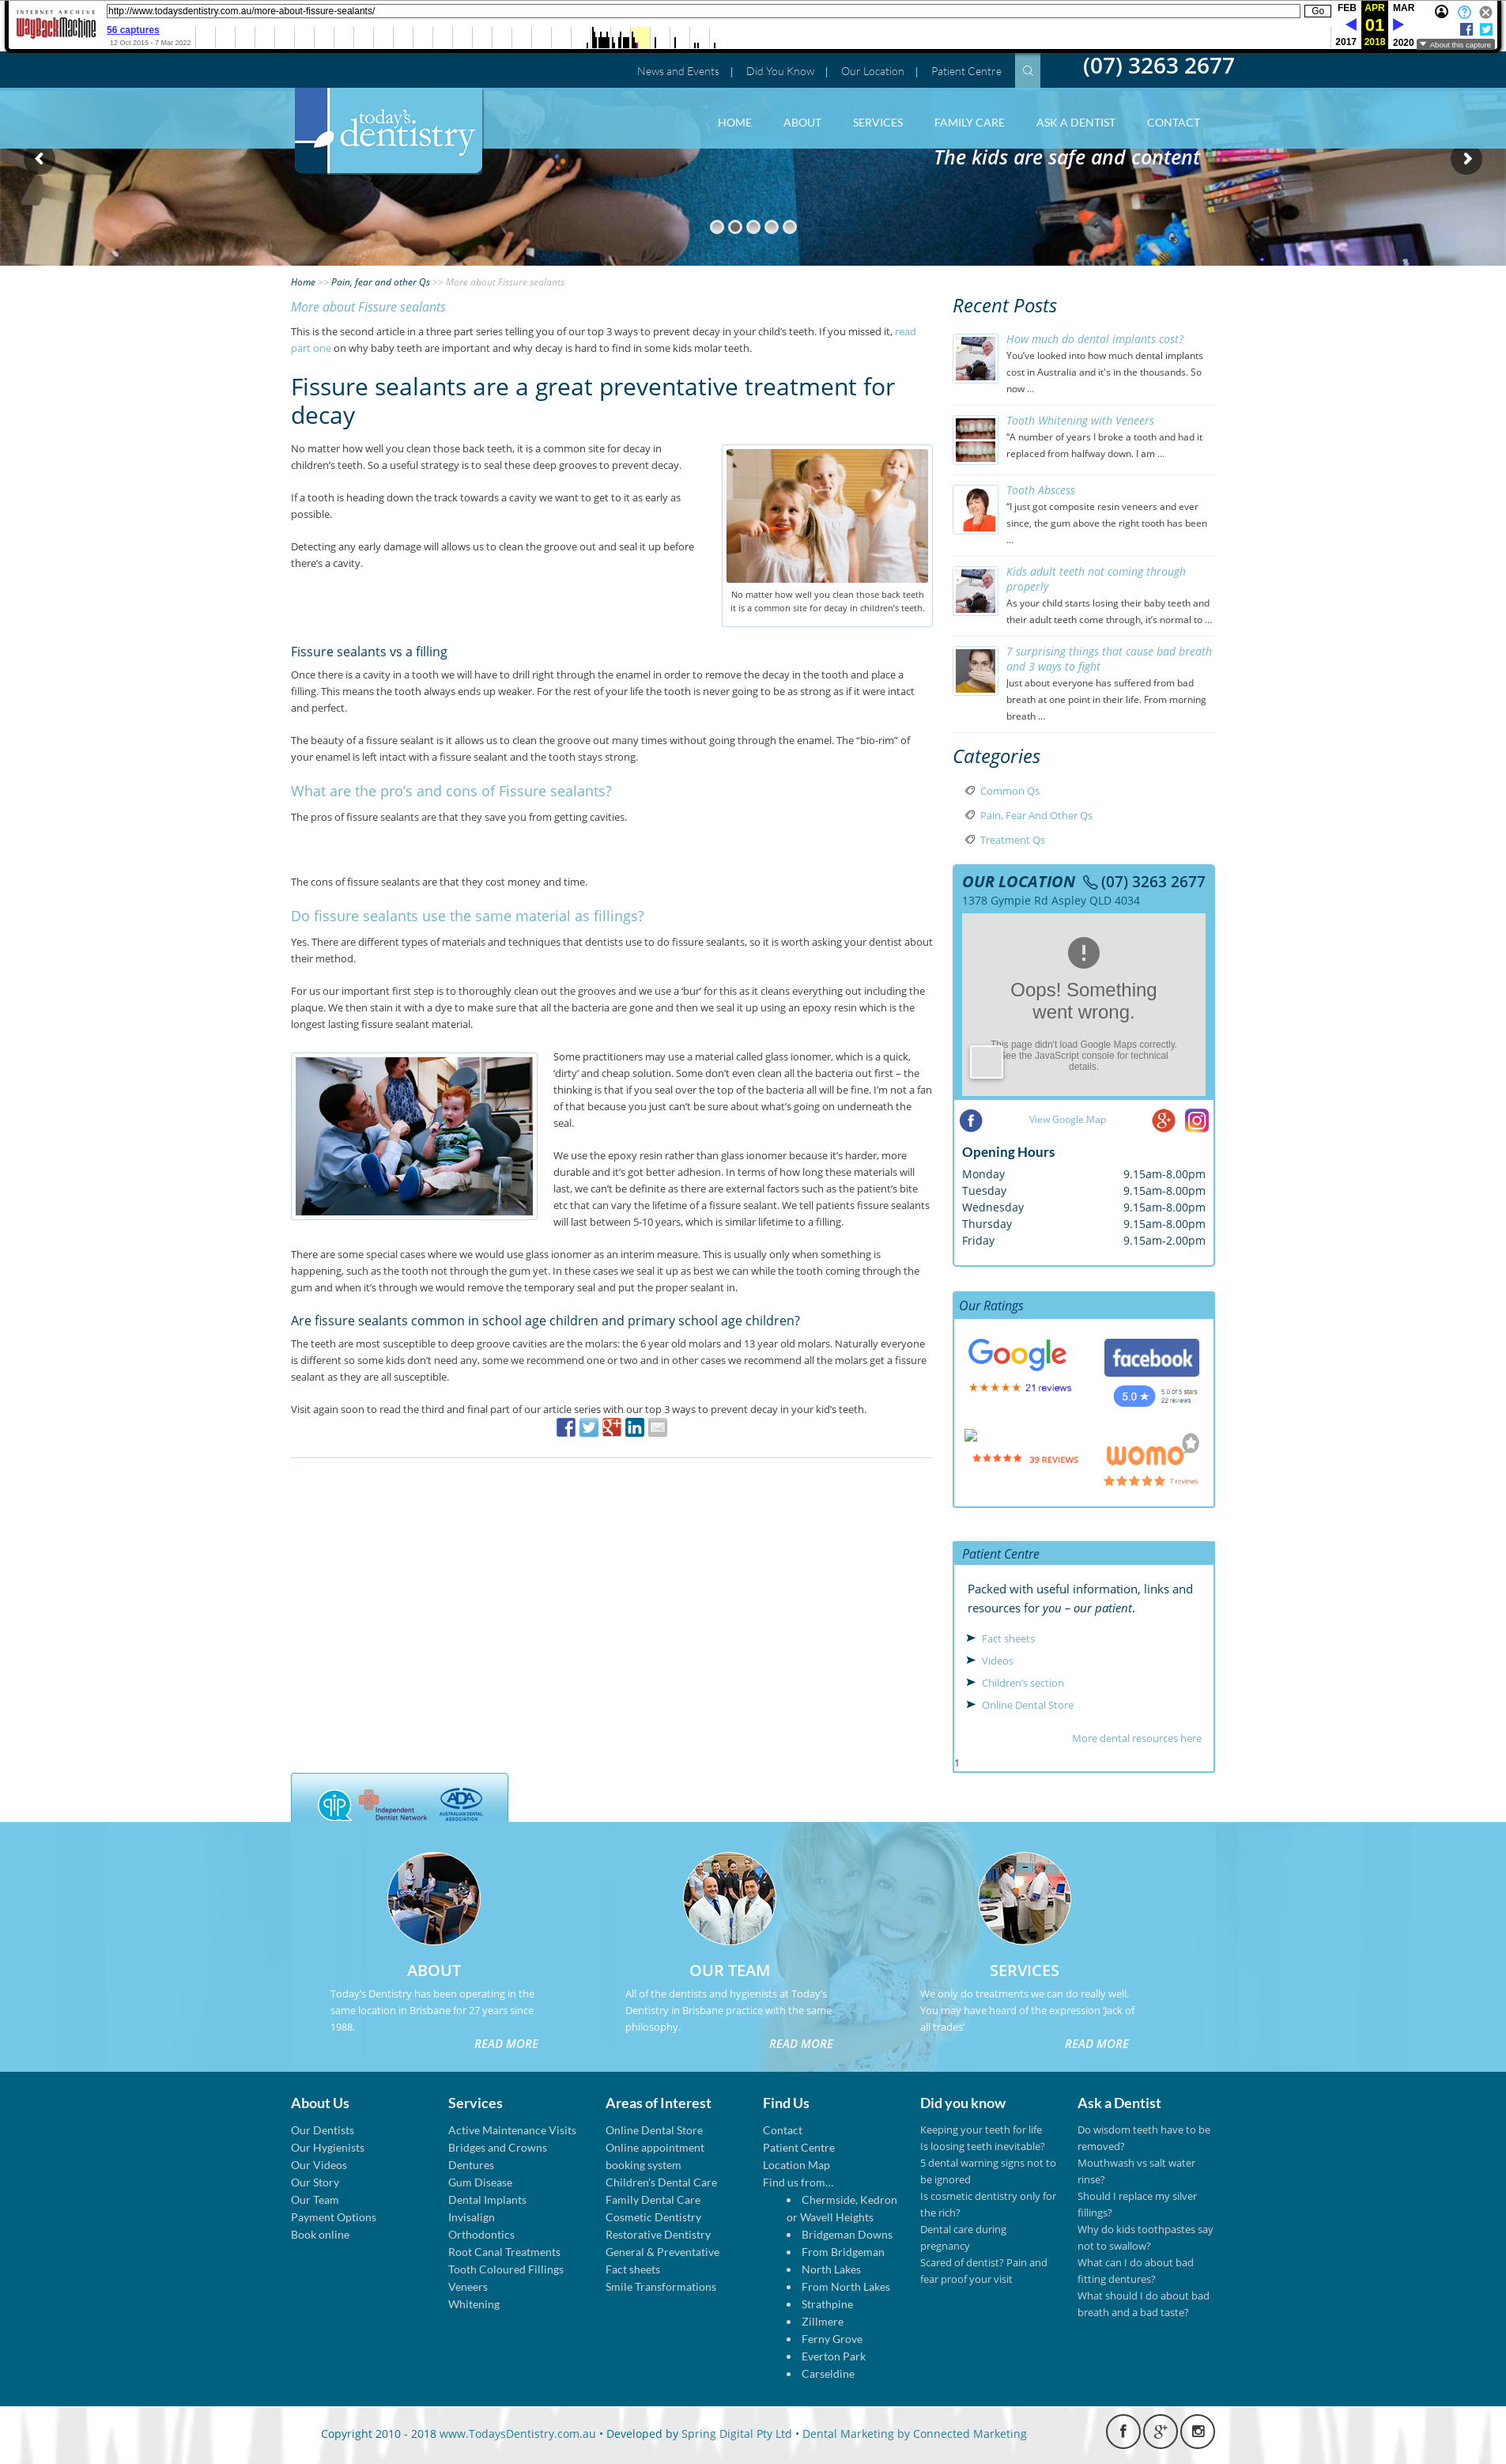 INTERNET ARCHIVE
WayBackMachine
http://www.todaysdentistry.com.au/more-about-fissure-sealants/
Go
56 captures
12 Oct 2015 - 7 Mar 2022
FEB APR MAR
01
2017 2018 2020
About this capture
News and Events | Did You Know | Our Location | Patient Centre
(07) 3263 2677
today's
dentistry
HOME ABOUT SERVICES FAMILY CARE ASK A DENTIST CONTACT
The kids are safe and content
Home >> Pain, fear and other Qs >> More about Fissure sealants
More about Fissure sealants
This is the second article in a three part series telling you of our top 3 ways to prevent decay in your child’s teeth. If you missed it, read
part one on why baby teeth are important and why decay is hard to find in some kids molar teeth.
Fissure sealants are a great preventative treatment for
decay
No matter how well you clean those back teeth, it is a common site for decay in
children’s teeth. So a useful strategy is to seal these deep grooves to prevent decay.
If a tooth is heading down the track towards a cavity we want to get to it as early as
possible.
Detecting any early damage will allows us to clean the groove out and seal it up before
there’s a cavity.
No matter how well you clean those back teeth
it is a common site for decay in children’s teeth.
Fissure sealants vs a filling
Once there is a cavity in a tooth we will have to drill right through the enamel in order to remove the decay in the tooth and place a
filling. This means the tooth always ends up weaker. For the rest of your life the tooth is never going to be as strong as if it were intact
and perfect.
The beauty of a fissure sealant is it allows us to clean the groove out many times without going through the enamel. The “bio-rim” of
your enamel is left intact with a fissure sealant and the tooth stays strong.
What are the pro’s and cons of Fissure sealants?
The pros of fissure sealants are that they save you from getting cavities.
The cons of fissure sealants are that they cost money and time.
Do fissure sealants use the same material as fillings?
Yes. There are different types of materials and techniques that dentists use to do fissure sealants, so it is worth asking your dentist about
their method.
For us our important first step is to thoroughly clean out the grooves and we use a ‘bur’ for this as it cleans everything out including the
plaque. We then stain it with a dye to make sure that all the bacteria are gone and then we seal it up using an epoxy resin which is the
longest lasting fissure sealant material.
Some practitioners may use a material called glass ionomer, which is a quick,
‘dirty’ and cheap solution. Some don’t even clean all the bacteria out first – the
thinking is that if you seal over the top of the bacteria all will be fine. I’m not a fan
of that because you just can’t be sure about what’s going on underneath the
seal.
We use the epoxy resin rather than glass ionomer because it’s harder, more
durable and it’s got better adhesion. In terms of how long these materials will
last, we can’t be definite as there are external factors such as the patient’s bite
etc that can vary the lifetime of a fissure sealant. We tell patients fissure sealants
will last between 5-10 years, which is similar lifetime to a filling.
There are some special cases where we would use glass ionomer as an interim measure. This is usually only when something is
happening, such as the tooth not through the gum yet. In these cases we seal it up as best we can while the tooth coming through the
gum and when it’s through we would remove the temporary seal and put the proper sealant in.
Are fissure sealants common in school age children and primary school age children?
The teeth are most susceptible to deep groove cavities are the molars: the 6 year old molars and 13 year old molars. Naturally everyone
is different so some kids don’t need any, some we recommend one or two and in other cases we recommend all the molars get a fissure
sealant as they are all susceptible.
Visit again soon to read the third and final part of our article series with our top 3 ways to prevent decay in your kid’s teeth.
Recent Posts
How much do dental implants cost?
You’ve looked into how much dental implants
cost in Australia and it's in the thousands. So
now ...
Tooth Whitening with Veneers
“A number of years I broke a tooth and had it
replaced from halfway down. I am ...
Tooth Abscess
“I just got composite resin veneers and ever
since, the gum above the right tooth has been
...
Kids adult teeth not coming through
properly
As your child starts losing their baby teeth and
their adult teeth come through, it’s normal to ...
7 surprising things that cause bad breath
and 3 ways to fight
Just about everyone has suffered from bad
breath at one point in their life. From morning
breath ...
Categories
Common Qs
Pain, Fear And Other Qs
Treatment Qs
OUR LOCATION (07) 3263 2677
1378 Gympie Rd Aspley QLD 4034
Oops! Something
went wrong.
This page didn't load Google Maps correctly.
See the JavaScript console for technical
details.
View Google Map
Opening Hours
Monday 9.15am-8.00pm
Tuesday 9.15am-8.00pm
Wednesday 9.15am-8.00pm
Thursday 9.15am-8.00pm
Friday 9.15am-2.00pm
Our Ratings
Google
21 reviews
facebook
5.0 ★ 5.0 of 5 stars
22 reviews
39 REVIEWS
womo
7 reviews
Patient Centre
Packed with useful information, links and
resources for you – our patient.
Fact sheets
Videos
Children’s section
Online Dental Store
More dental resources here
1
qip
Independent
Dentist Network
ADA
AUSTRALIAN DENTAL
ASSOCIATION
ABOUT
Today’s Dentistry has been operating in the
same location in Brisbane for 27 years since
1988.
READ MORE
OUR TEAM
All of the dentists and hygienists at Today’s
Dentistry in Brisbane practice with the same
philosophy.
READ MORE
SERVICES
We only do treatments we can do really well.
You may have heard of the expression ‘Jack of
all trades’
READ MORE
About Us
Our Dentists
Our Hygienists
Our Videos
Our Story
Our Team
Payment Options
Book online
Services
Active Maintenance Visits
Bridges and Crowns
Dentures
Gum Disease
Dental Implants
Invisalign
Orthodontics
Root Canal Treatments
Tooth Coloured Fillings
Veneers
Whitening
Areas of Interest
Online Dental Store
Online appointment
booking system
Children’s Dental Care
Family Dental Care
Cosmetic Dentistry
Restorative Dentistry
General & Preventative
Fact sheets
Smile Transformations
Find Us
Contact
Patient Centre
Location Map
Find us from…
• Chermside, Kedron
or Wavell Heights
• Bridgeman Downs
• From Bridgeman
• North Lakes
• From North Lakes
• Strathpine
• Zillmere
• Ferny Grove
• Everton Park
• Carseldine
Did you know
Keeping your teeth for life
Is loosing teeth inevitable?
5 dental warning signs not to
be ignored
Is cosmetic dentistry only for
the rich?
Dental care during
pregnancy
Scared of dentist? Pain and
fear proof your visit
Ask a Dentist
Do wisdom teeth have to be
removed?
Mouthwash vs salt water
rinse?
Should I replace my silver
fillings?
Why do kids toothpastes say
not to swallow?
What can I do about bad
fitting dentures?
What should I do about bad
breath and a bad taste?
Copyright 2010 - 2018 www.TodaysDentistry.com.au • Developed by Spring Digital Pty Ltd • Dental Marketing by Connected Marketing